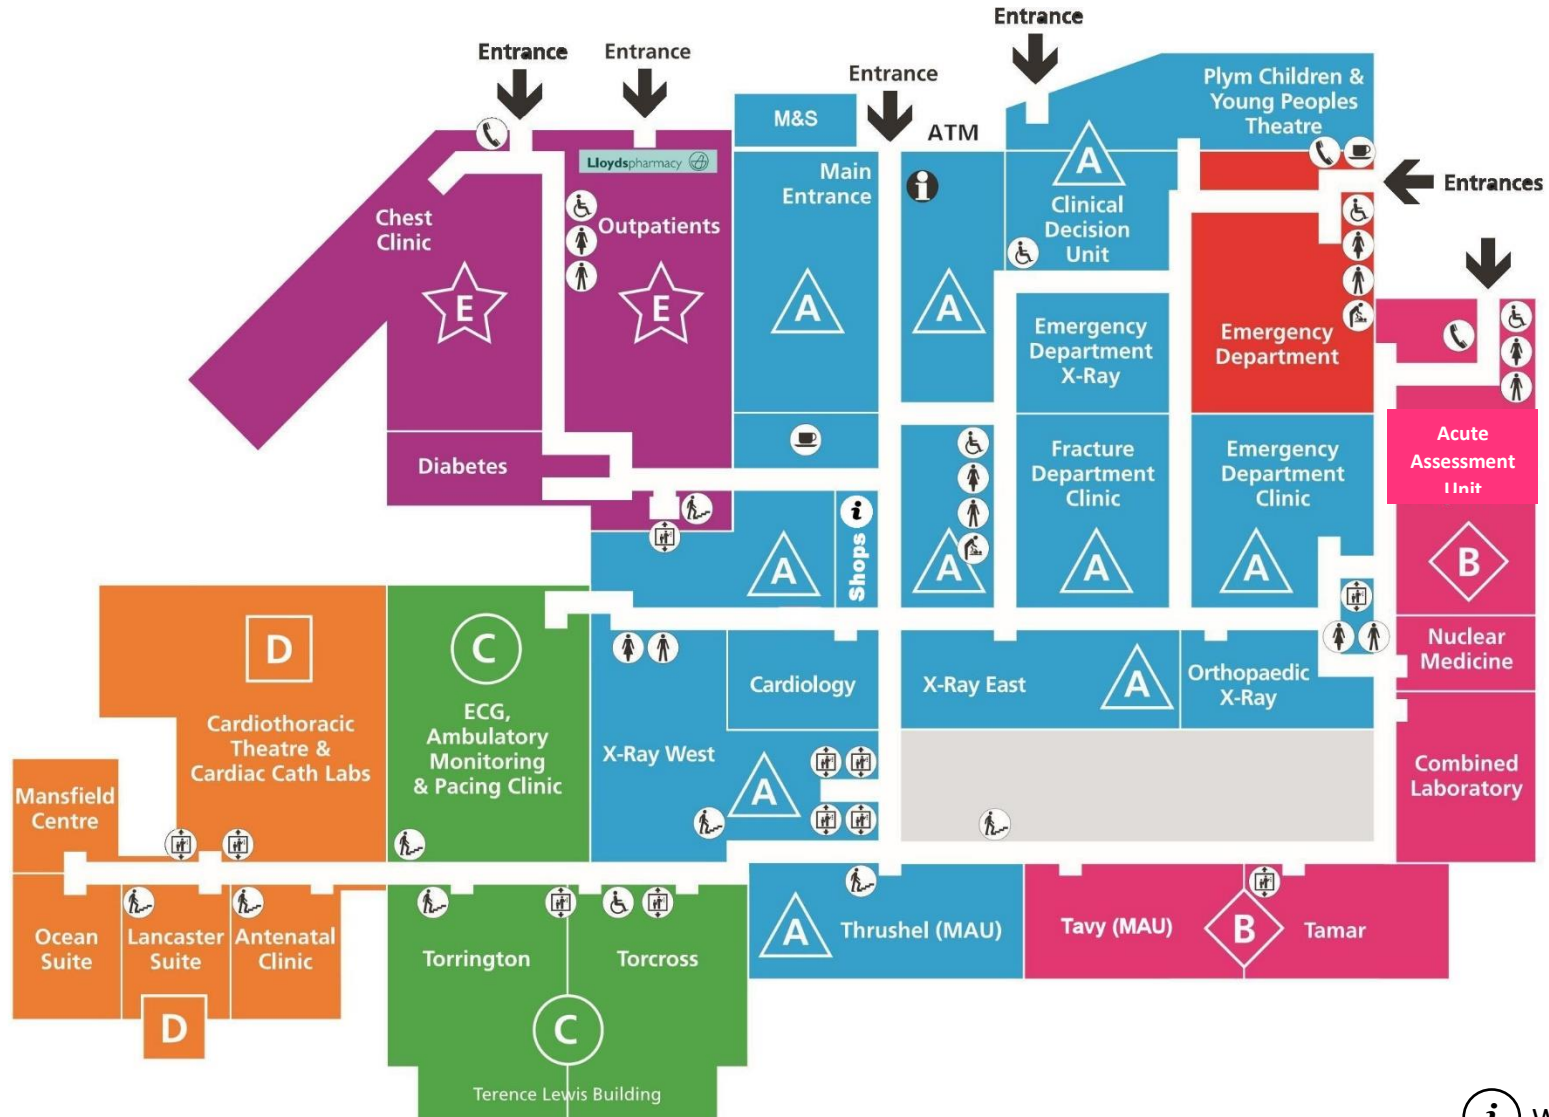 Entrance
Entrance
Entrance
Entrance
ATM
M&S
Plym Children &
Young Peoples
Theatre
Entrances
Lloydspharmacy
Main
Entrance
i
A
Clinical
Decision
Unit
Chest
Clinic
Outpatients
E
E
A
A
Emergency
Department
X-Ray
Emergency
Department
Diabetes
Fracture
Department
Clinic
Emergency
Department
Clinic
Acute
Assessment
Unit
i
Shops
A
A
A
A
B
D
C
Cardiology
X-Ray East
A
Orthopaedic
X-Ray
Nuclear
Medicine
Cardiothoracic
Theatre &
Cardiac Cath Labs
ECG,
Ambulatory
Monitoring
& Pacing Clinic
X-Ray West
A
Combined
Laboratory
Mansfield
Centre
Ocean
Suite
Lancaster
Suite
Antenatal
Clinic
D
Torrington
Torcross
C
Terence Lewis Building
A
Thrushel (MAU)
Tavy (MAU)
B
Tamar
i